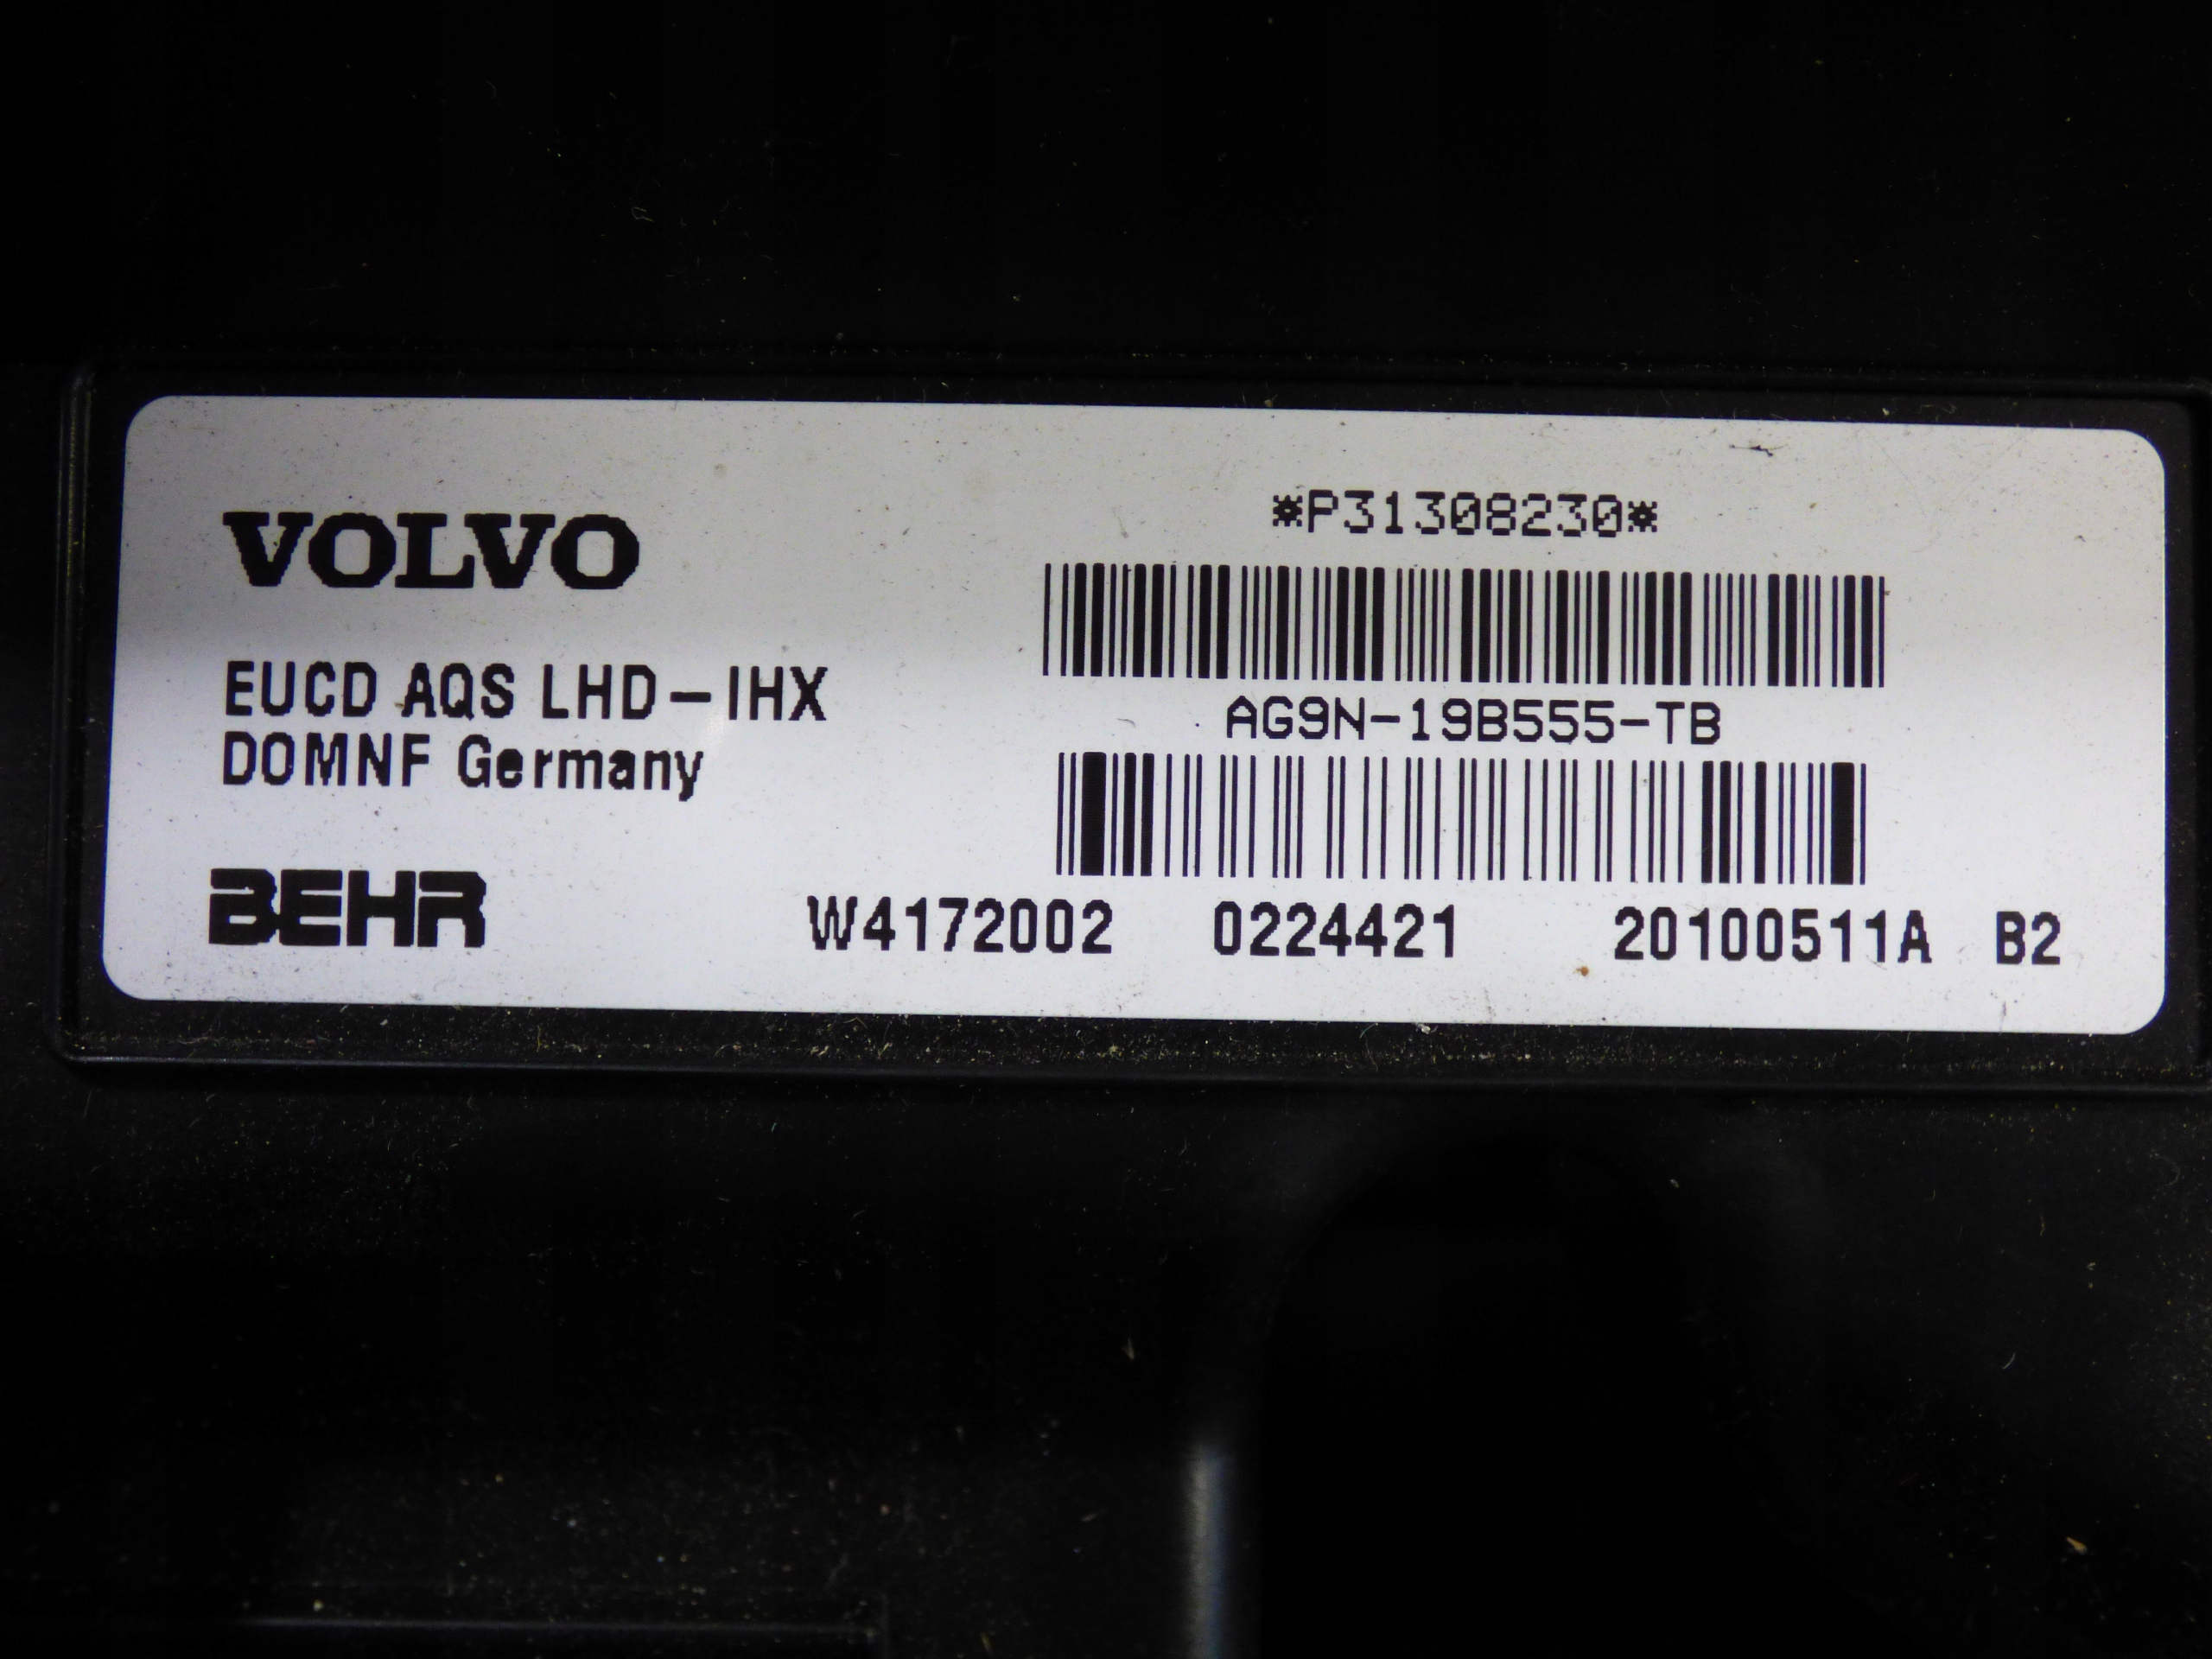 VOLVO
*P31308230*
EUCD AQS LHD-IHX
AG9N-19B555-TB
DOMNF Germany
BEHR
W4172002 0224421 20100511A B2